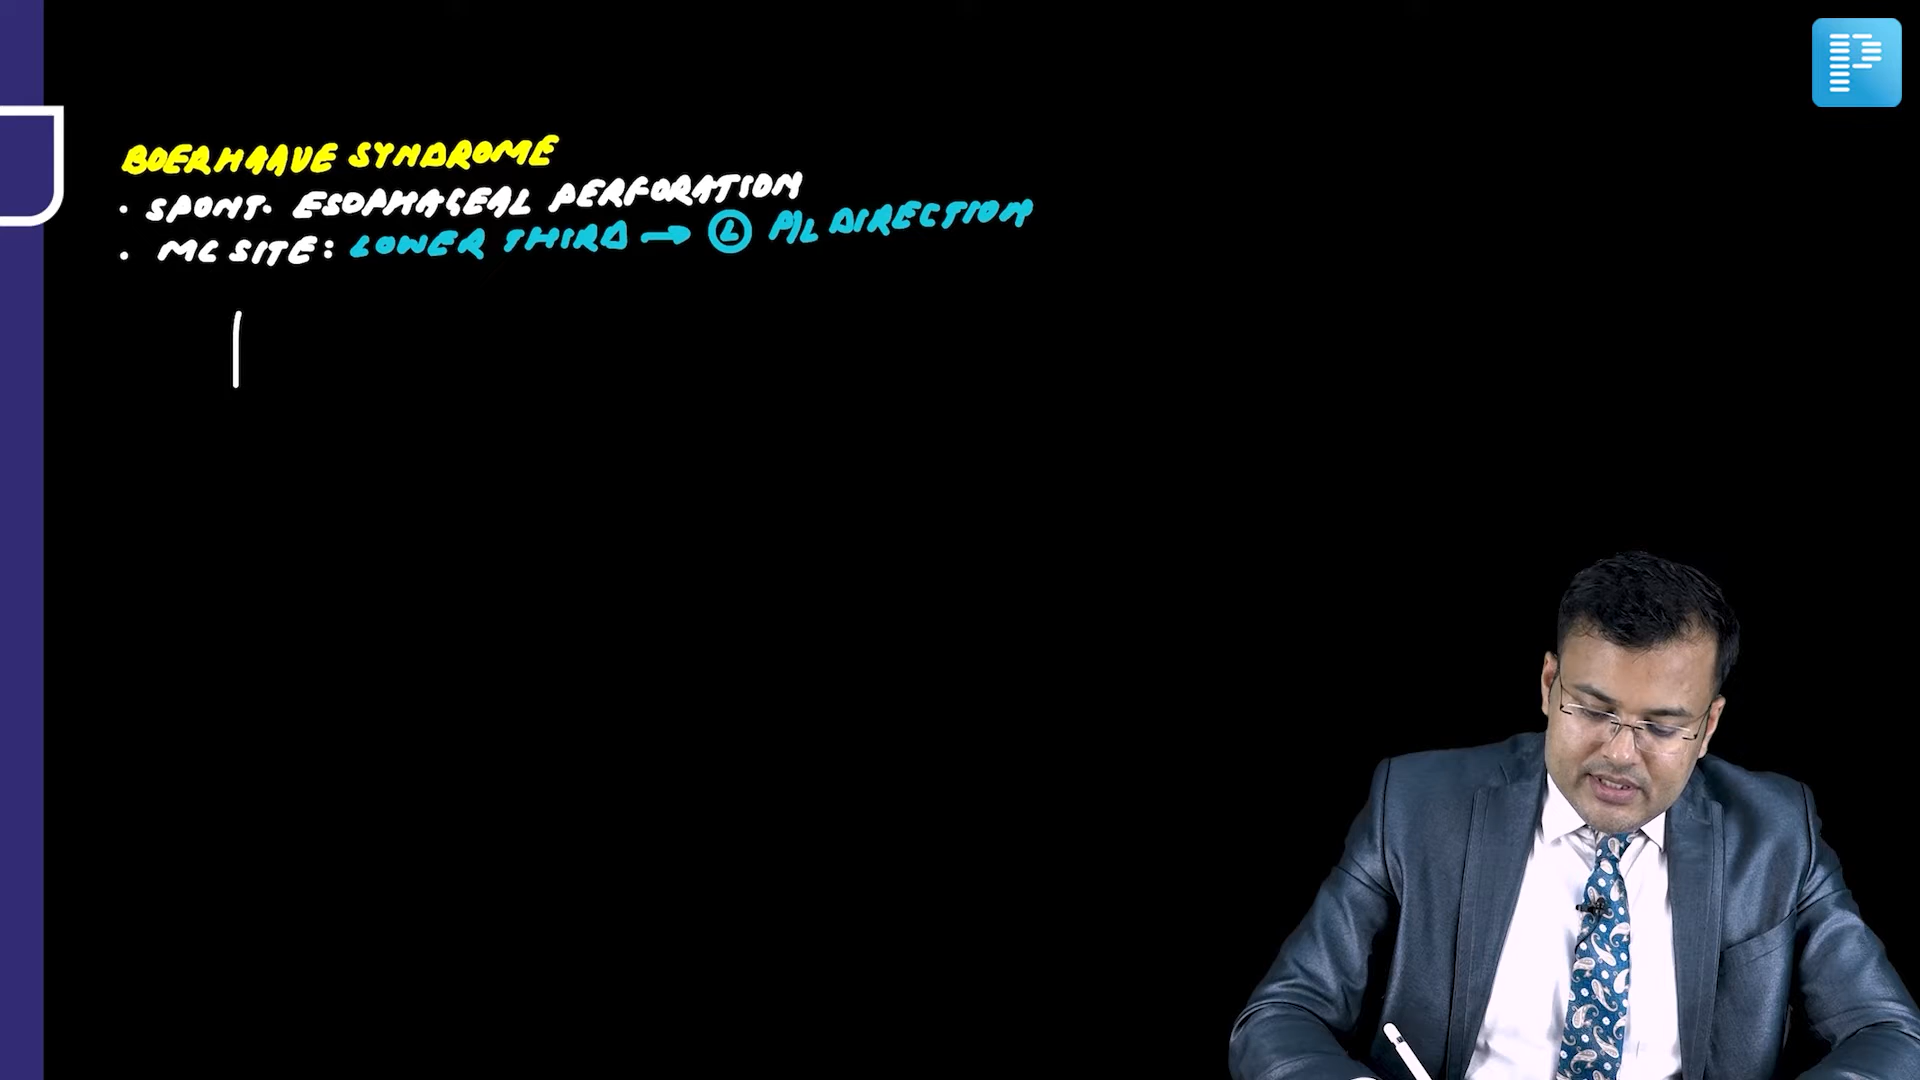 BOERHAAVE SYNDROME
• SPONT. ESOPHAGEAL PERFORATION
• MC SITE: LOWER THIRD → Ⓛ P/L DIRECTION
P